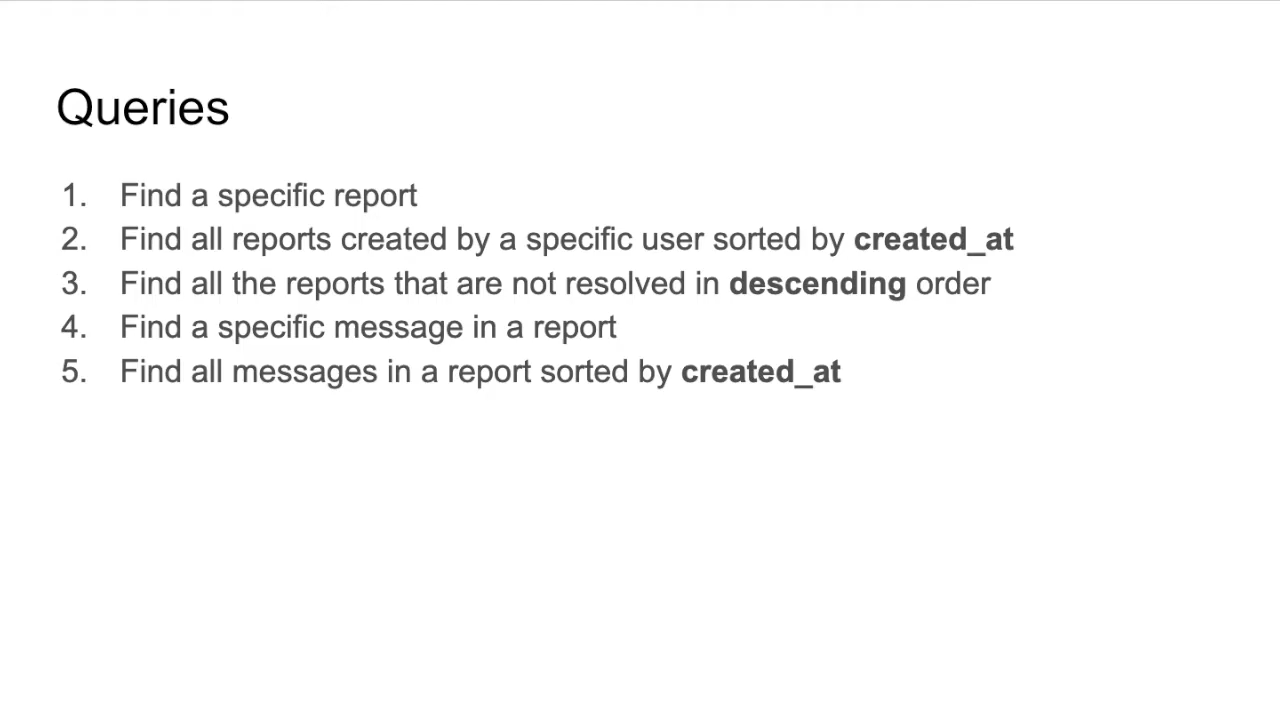 Queries
1. Find a specific report
2. Find all reports created by a specific user sorted by created_at
3. Find all the reports that are not resolved in descending order
4. Find a specific message in a report
5. Find all messages in a report sorted by created_at